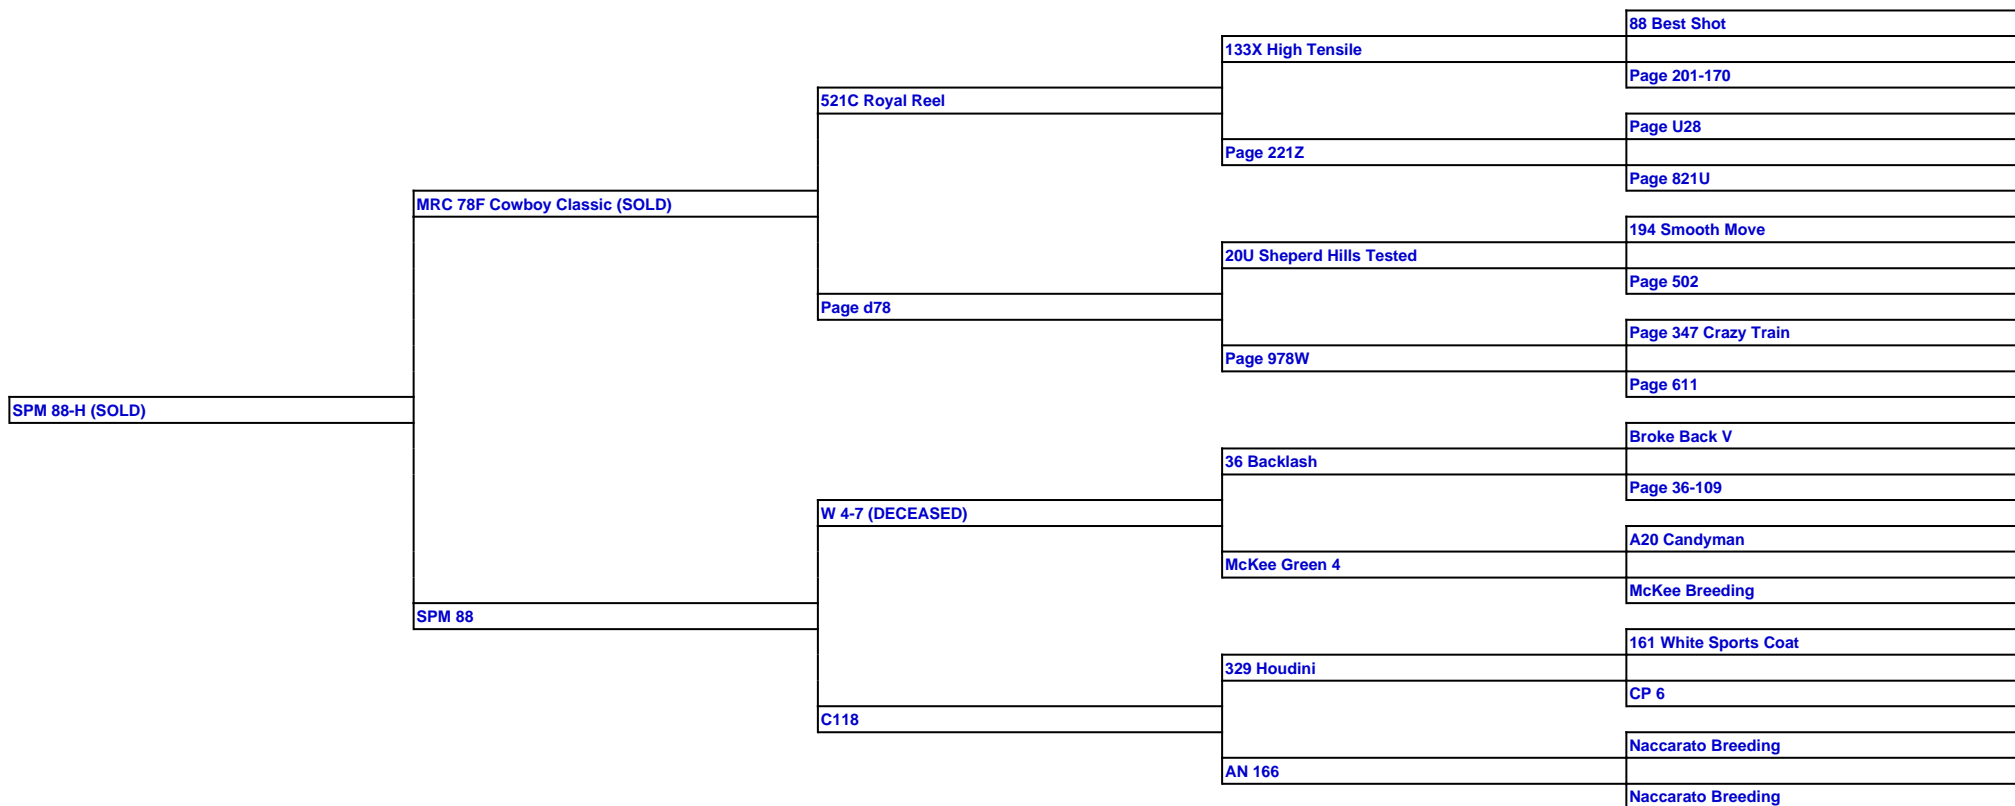 88 Best Shot
133X High Tensile
Page 201-170
521C Royal Reel
Page U28
Page 221Z
Page 821U
MRC 78F Cowboy Classic (SOLD)
194 Smooth Move
20U Sheperd Hills Tested
Page 502
Page d78
Page 347 Crazy Train
Page 978W
Page 611
SPM 88-H (SOLD)
Broke Back V
36 Backlash
Page 36-109
W 4-7 (DECEASED)
A20 Candyman
McKee Green 4
McKee Breeding
SPM 88
161 White Sports Coat
329 Houdini
CP 6
C118
Naccarato Breeding
AN 166
Naccarato Breeding